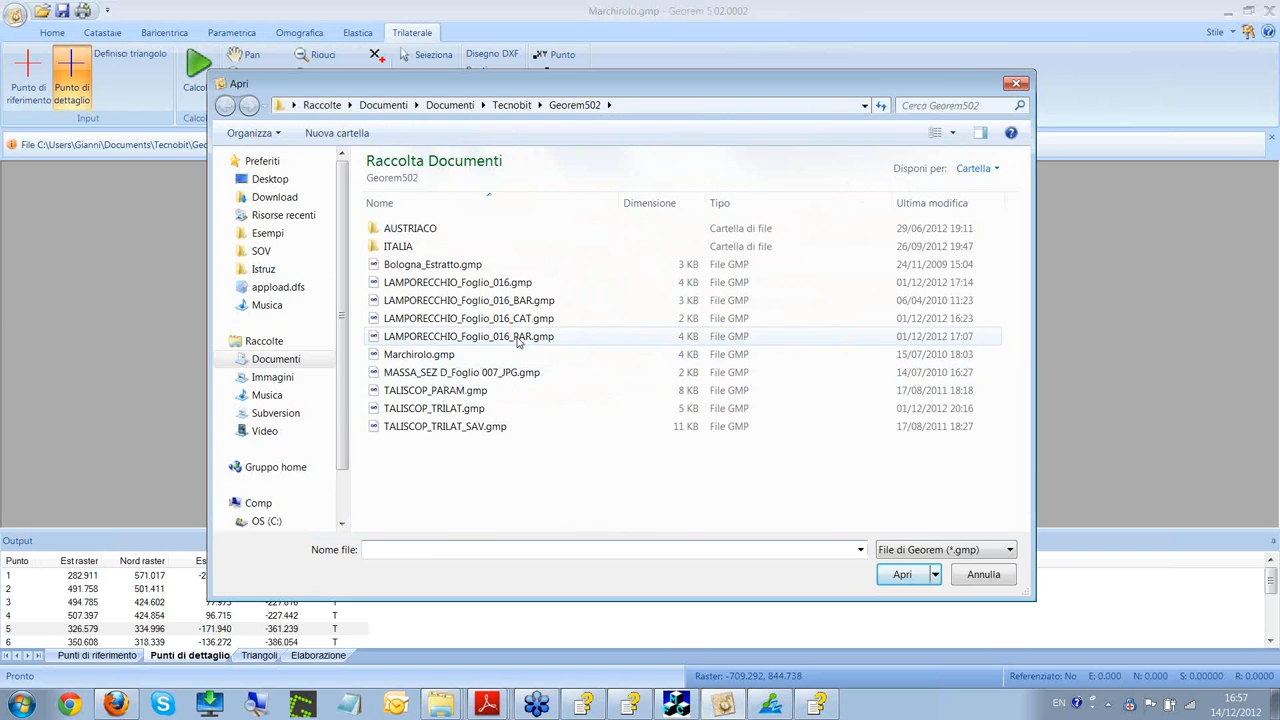 Marchirolo.gmp - Georem 5.02.0002
Home Catastale Baricentrica Parametrica Omografica Elastica Trilaterale Stile
Definisci triangolo Pan Riduci Seleziona Disegno DXF Punto
Punto di riferimento Punto di dettaglio
Input
Apri
Raccolte Documenti Documenti Tecnobit Georem502 Cerca Georem502
Organizza Nuova cartella
File C:\Users\Gianni\Documents\Tecnobit\Geo
Raccolta Documenti
Georem502
Disponi per: Cartella
Nome Dimensione Tipo Ultima modifica
AUSTRIACO Cartella di file 29/06/2012 19:11
ITALIA Cartella di file 26/09/2012 19:47
Bologna_Estratto.gmp 3 KB File GMP 24/11/2009 15:04
LAMPORECCHIO_Foglio_016.gmp 4 KB File GMP 01/12/2012 17:14
LAMPORECCHIO_Foglio_016_BAR.gmp 3 KB File GMP 06/04/2010 11:23
LAMPORECCHIO_Foglio_016_CAT.gmp 2 KB File GMP 01/12/2012 16:23
LAMPORECCHIO_Foglio_016_PAR.gmp 4 KB File GMP 01/12/2012 17:07
Marchirolo.gmp 4 KB File GMP 15/07/2010 18:03
MASSA_SEZ D_Foglio 007_JPG.gmp 2 KB File GMP 14/07/2010 16:27
TALISCOP_PARAM.gmp 8 KB File GMP 17/08/2011 18:18
TALISCOP_TRILAT.gmp 5 KB File GMP 01/12/2012 20:16
TALISCOP_TRILAT_SAV.gmp 11 KB File GMP 17/08/2011 18:27
Preferiti
Desktop
Download
Risorse recenti
Esempi
SOV
Istruz
appload.dfs
Musica
Raccolte
Documenti
Immagini
Musica
Subversion
Video
Gruppo home
Comp
OS (C:)
Nome file: File di Georem (*.gmp)
Apri Annulla
Output
Punto Est raster Nord raster Es
1 282.911 571.017 -2
2 491.758 501.411
3 494.785 424.602 77.973 -227.816 T
4 507.397 424.854 96.715 -227.442 T
5 326.579 334.996 -171.940 -361.239 T
6 350.608 318.339 -136.272 -386.054 T
Punti di riferimento Punti di dettaglio Triangoli Elaborazione
Pronto Raster: -709.292, 844.738 Referenziato: No E: 0.000 N: 0.000 S: 0.00000 R: 0.0000
EN 16:57
14/12/2012